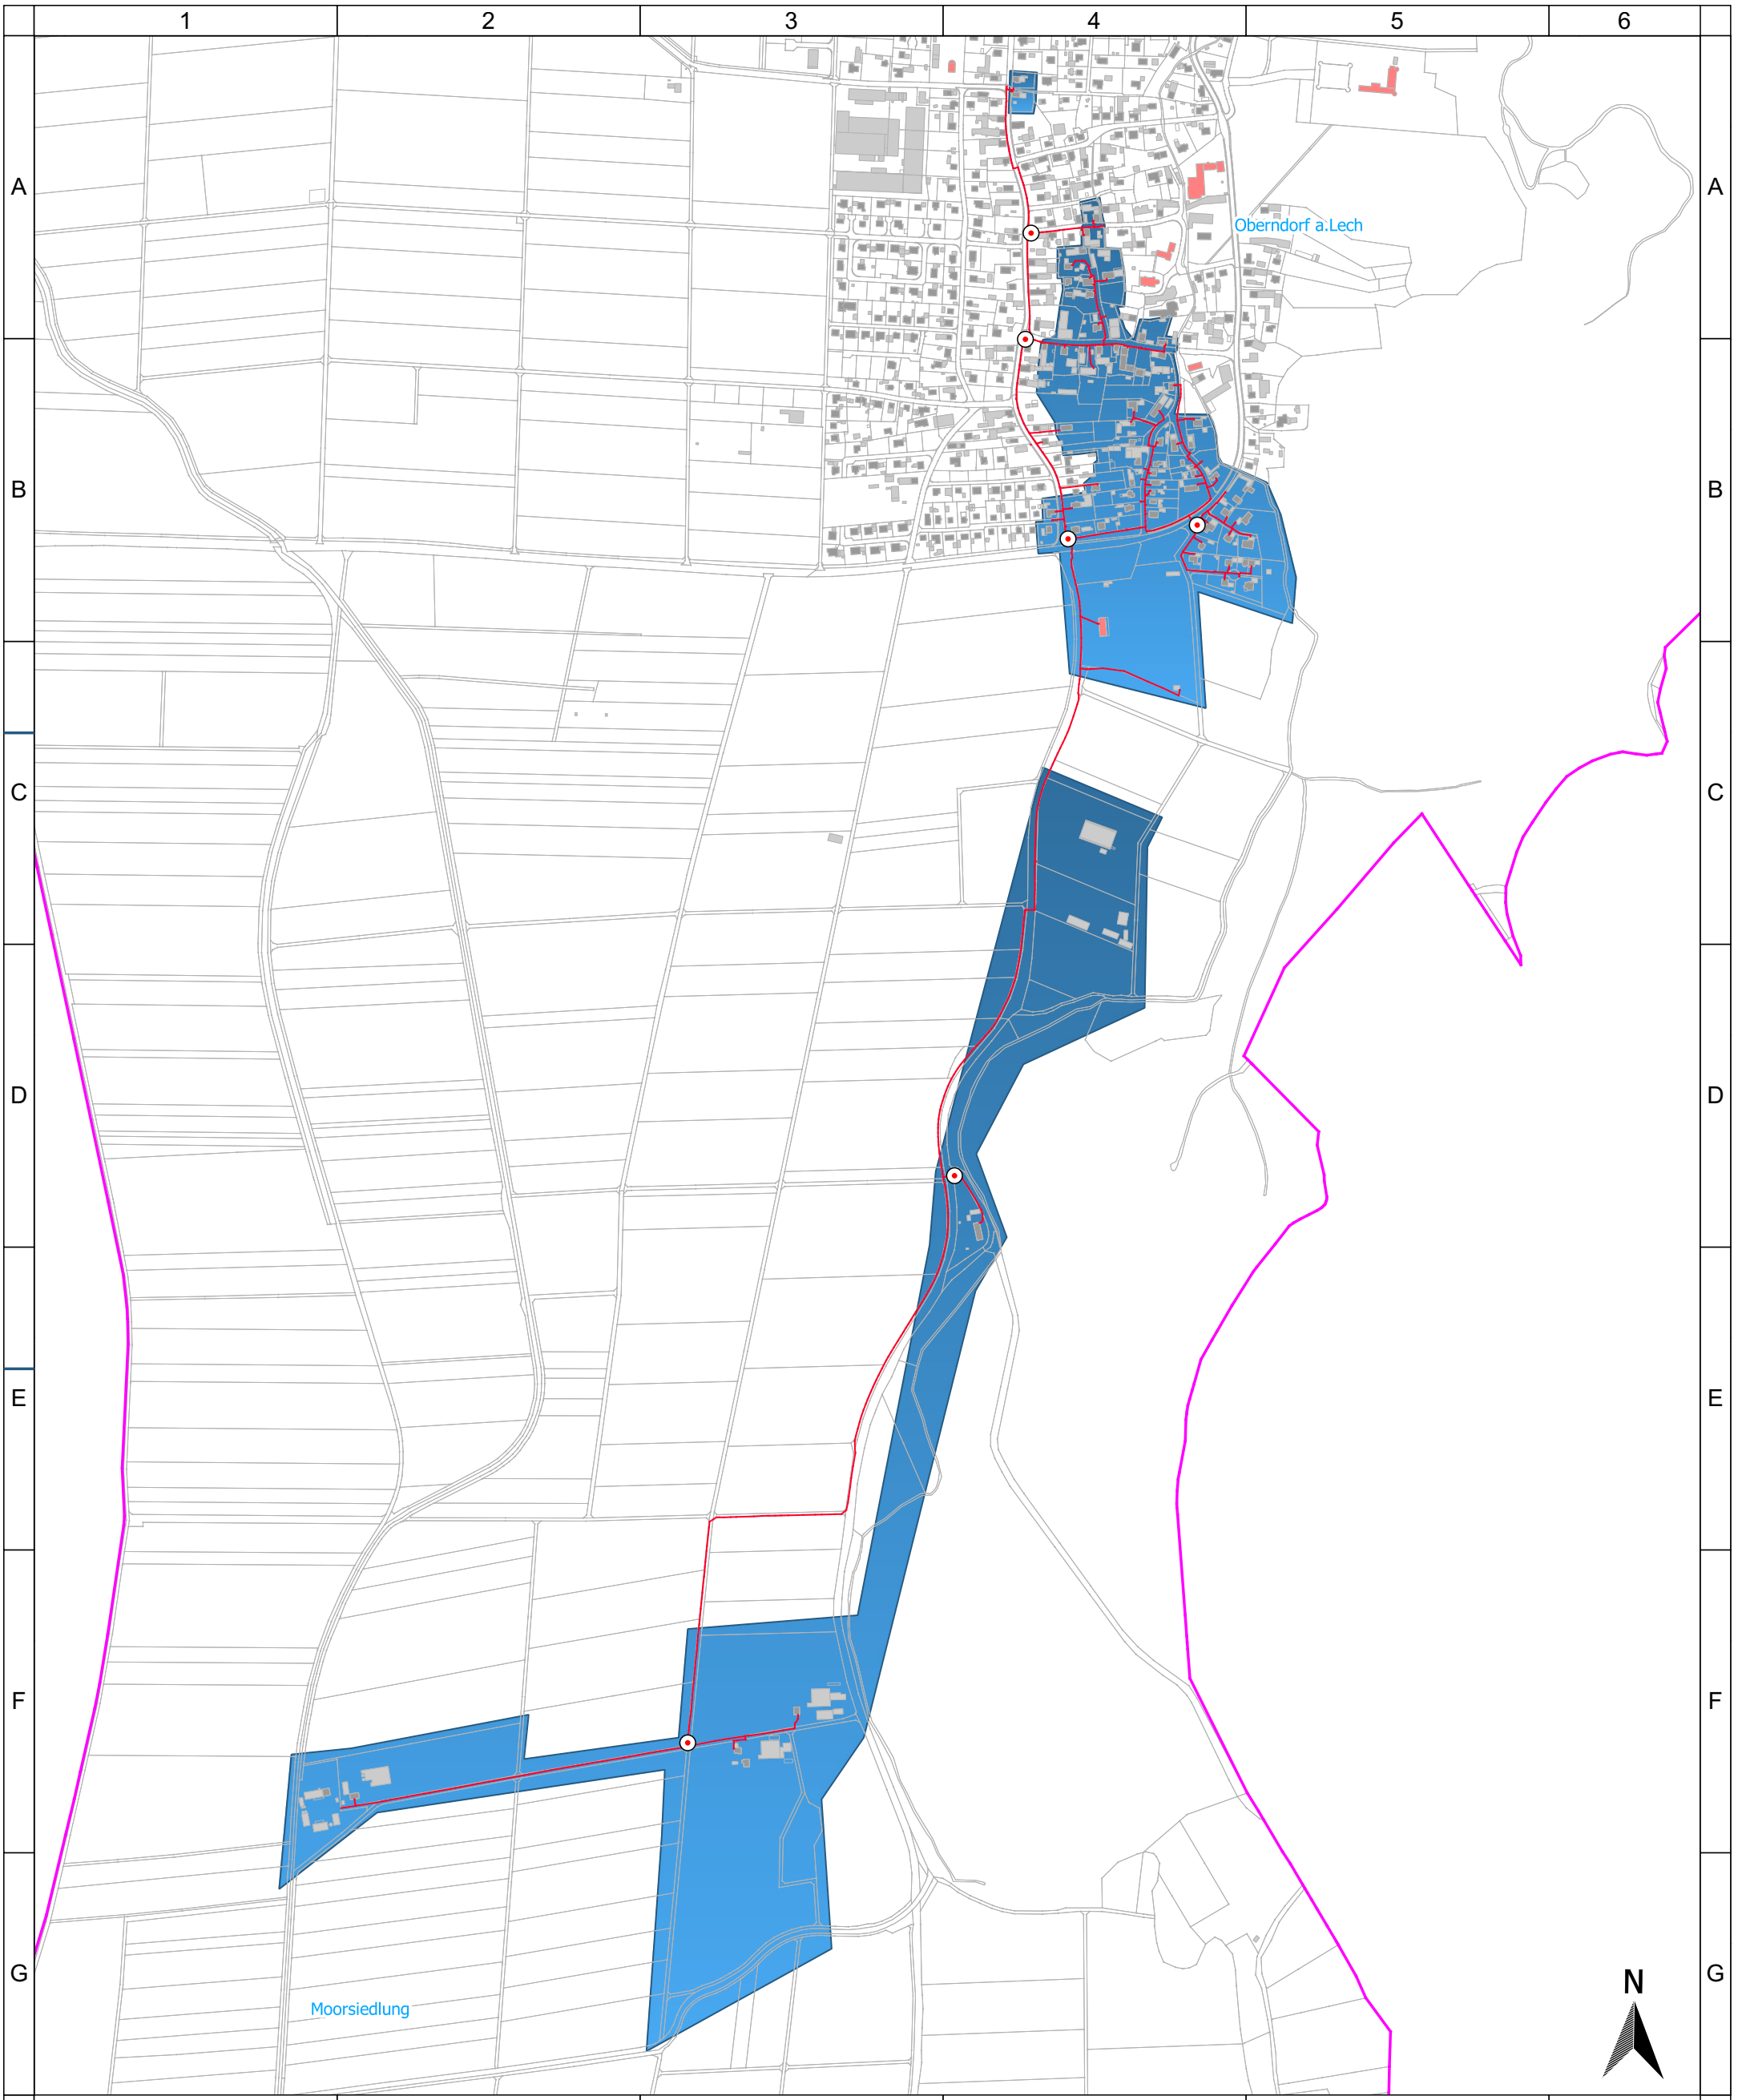 1 2 3 4 5 6
A A
Oberndorf a.Lech
B B
C C
D D
E E
F F
G G
N
Moorsiedlung